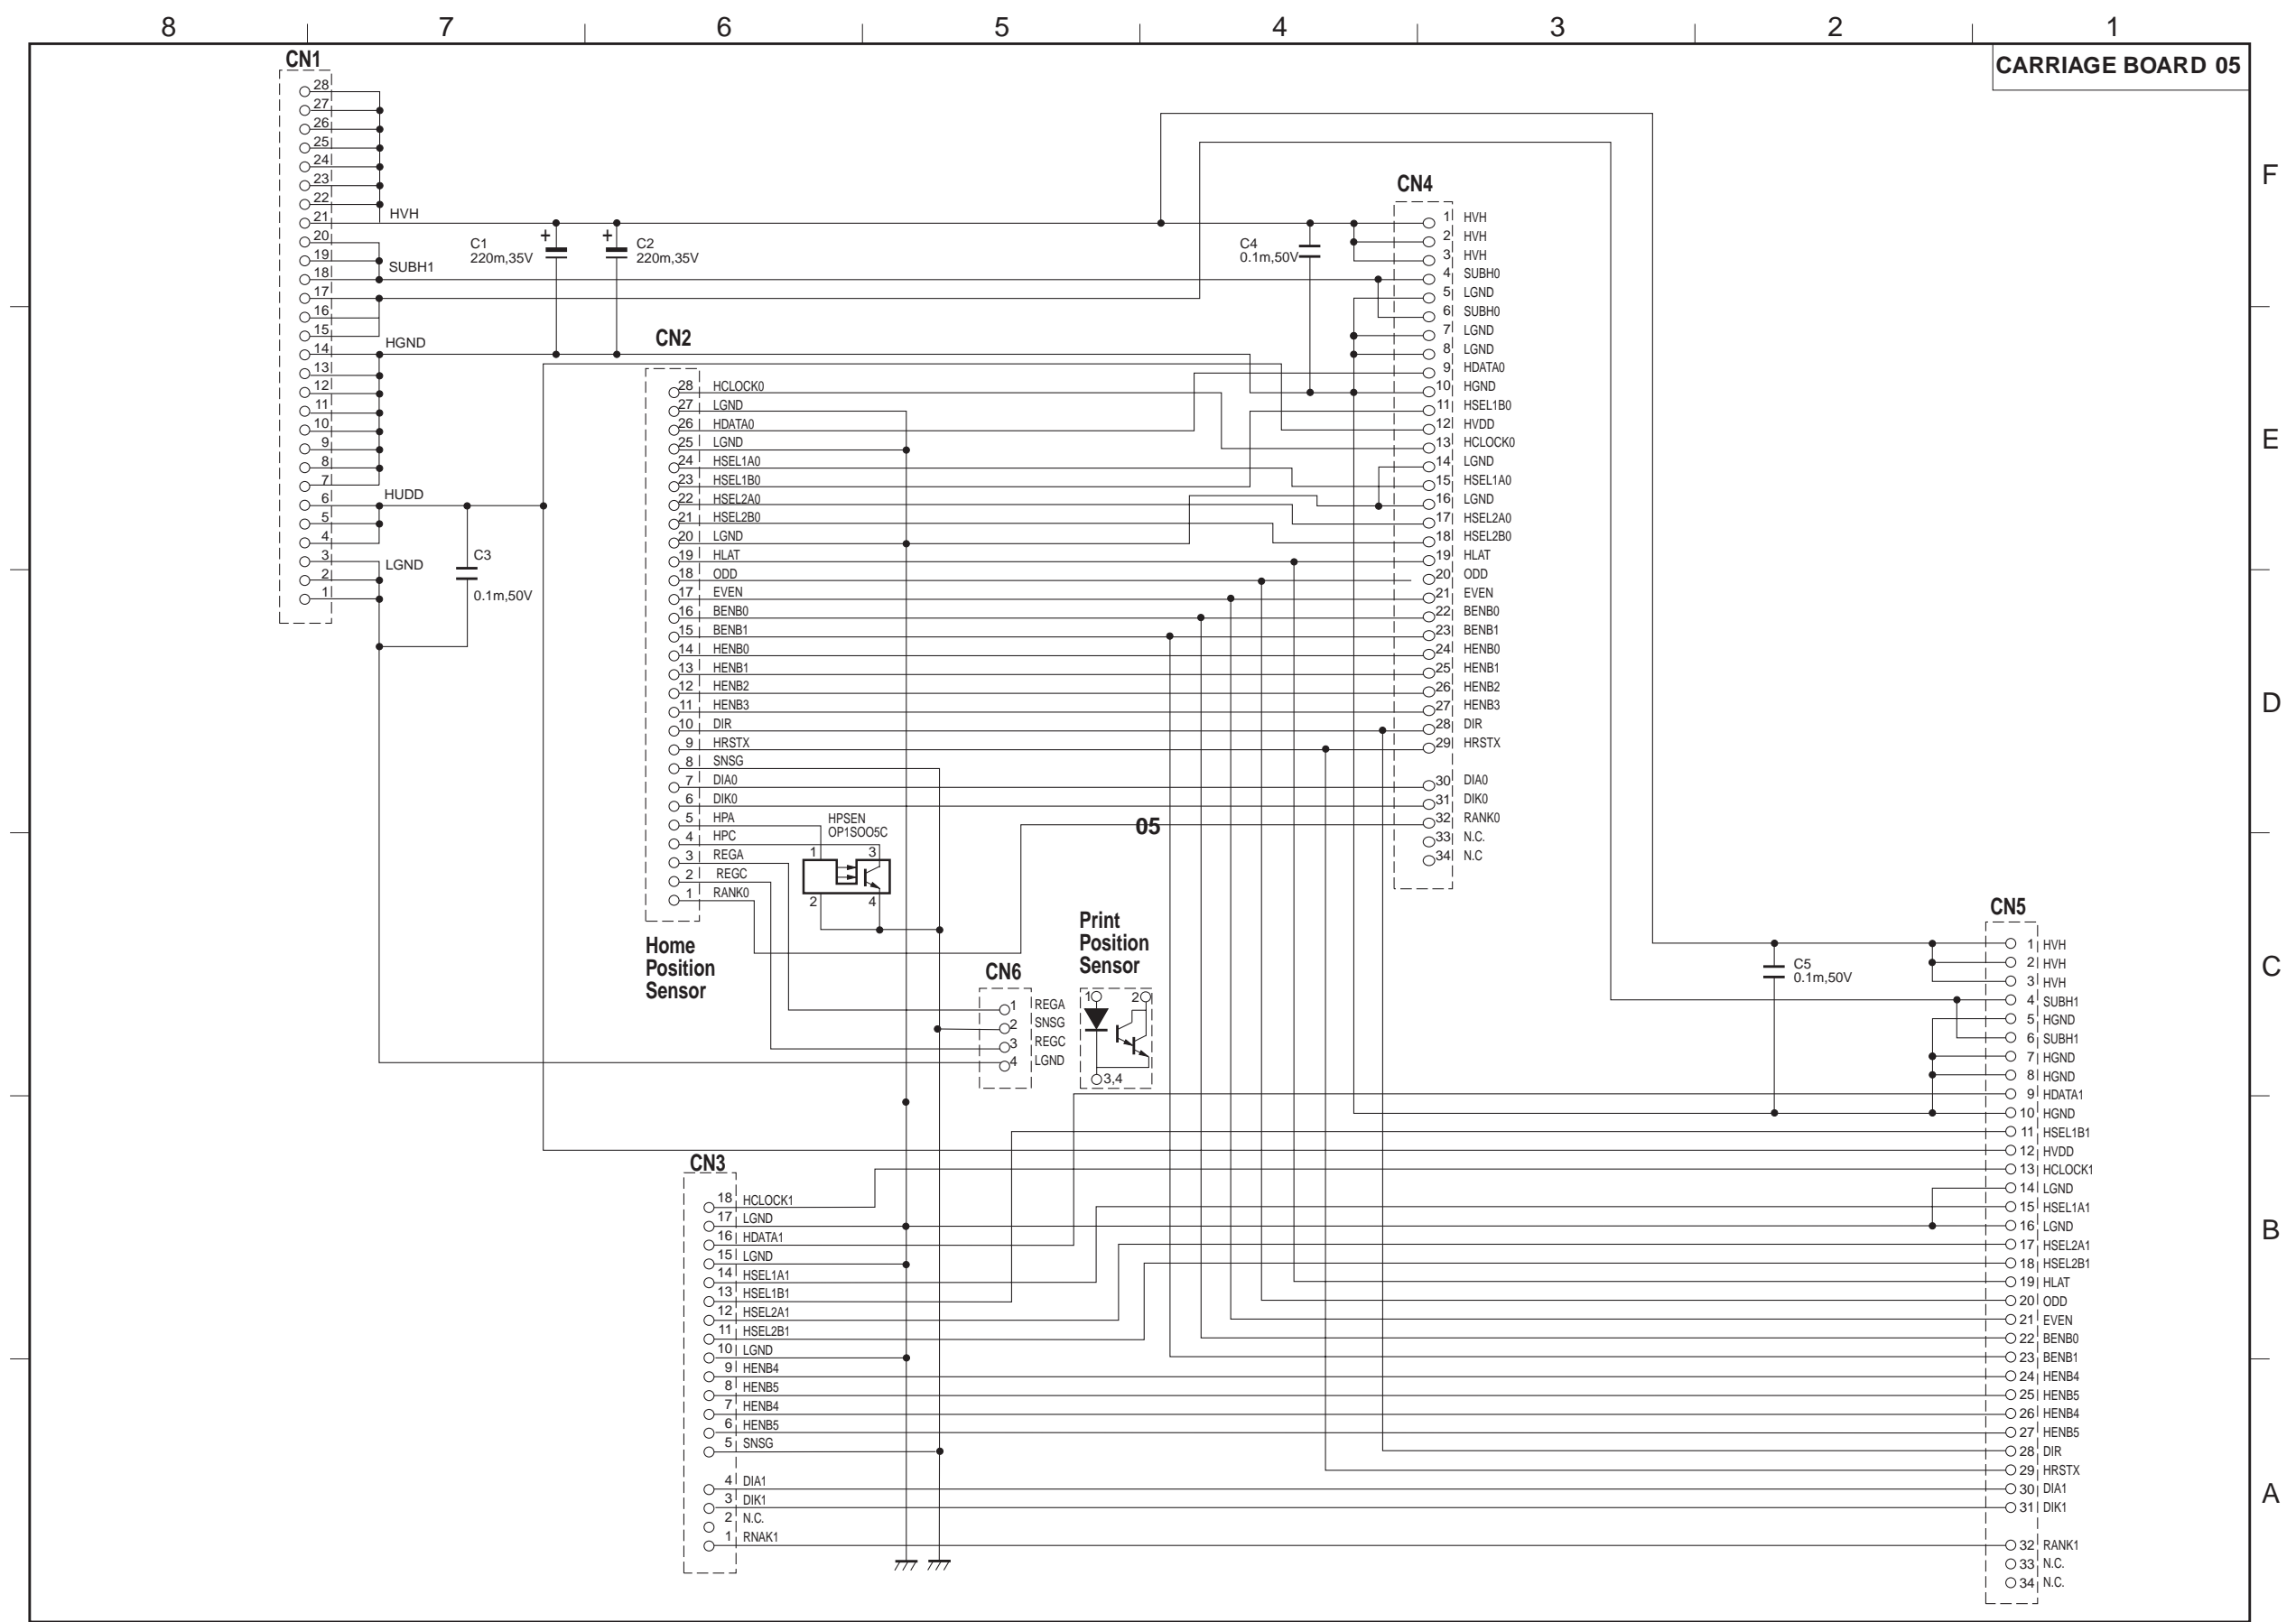 8 7 6 5 4 3 2 1
CARRIAGE BOARD 05
F
E
D
C
B
A
CN1
28
27
26
25
24
23
22
21
20
19
18
17
16
15
14
13
12
11
10
9
8
7
6
5
4
3
2
1
HVH
SUBH1
HGND
HUDD
LGND
+
C1
220m,35V
+
C2
220m,35V
C3
0.1m,50V
C4
0.1m,50V
CN2
28 HCLOCK0
27 LGND
26 HDATA0
25 LGND
24 HSEL1A0
23 HSEL1B0
22 HSEL2A0
21 HSEL2B0
20 LGND
19 HLAT
18 ODD
17 EVEN
16 BENB0
15 BENB1
14 HENB0
13 HENB1
12 HENB2
11 HENB3
10 DIR
9 HRSTX
8 SNSG
7 DIA0
6 DIK0
5 HPA
4 HPC
3 REGA
2 REGC
1 RANK0
HPSEN
OP1SOO5C
1 3
2 4
Home
Position
Sensor
CN4
1 HVH
2 HVH
3 HVH
4 SUBH0
5 LGND
6 SUBH0
7 LGND
8 LGND
9 HDATA0
10 HGND
11 HSEL1B0
12 HVDD
13 HCLOCK0
14 LGND
15 HSEL1A0
16 LGND
17 HSEL2A0
18 HSEL2B0
19 HLAT
20 ODD
21 EVEN
22 BENB0
23 BENB1
24 HENB0
25 HENB1
26 HENB2
27 HENB3
28 DIR
29 HRSTX
30 DIA0
31 DIK0
32 RANK0
33 N.C.
34 N.C
05
CN6
1 REGA
2 SNSG
3 REGC
4 LGND
Print
Position
Sensor
1 2
3,4
C5
0.1m,50V
CN5
1 HVH
2 HVH
3 HVH
4 SUBH1
5 HGND
6 SUBH1
7 HGND
8 HGND
9 HDATA1
10 HGND
11 HSEL1B1
12 HVDD
13 HCLOCK1
14 LGND
15 HSEL1A1
16 LGND
17 HSEL2A1
18 HSEL2B1
19 HLAT
20 ODD
21 EVEN
22 BENB0
23 BENB1
24 HENB4
25 HENB5
26 HENB4
27 HENB5
28 DIR
29 HRSTX
30 DIA1
31 DIK1
32 RANK1
33 N.C.
34 N.C.
CN3
18 HCLOCK1
17 LGND
16 HDATA1
15 LGND
14 HSEL1A1
13 HSEL1B1
12 HSEL2A1
11 HSEL2B1
10 LGND
9 HENB4
8 HENB5
7 HENB4
6 HENB5
5 SNSG
4 DIA1
3 DIK1
2 N.C.
1 RNAK1